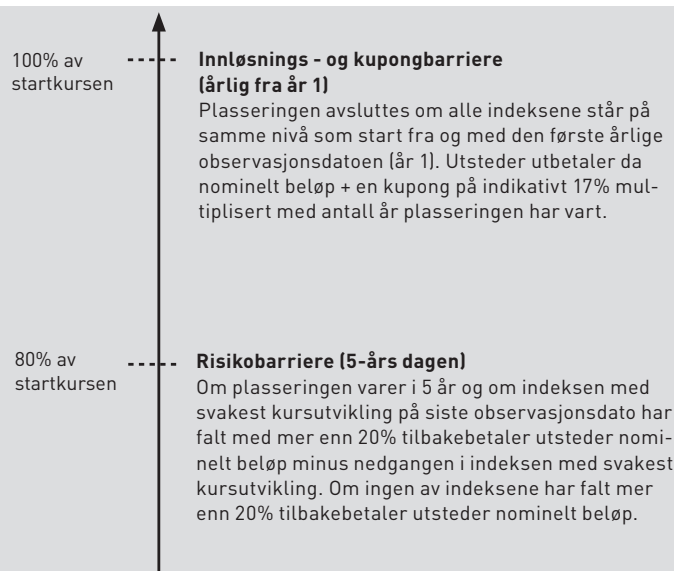 100% av
startkursen
Innløsnings - og kupongbarriere
(årlig fra år 1)
Plasseringen avsluttes om alle indeksene står på
samme nivå som start fra og med den første årlige
observasjonsdatoen (år 1). Utsteder utbetaler da
nominelt beløp + en kupong på indikativt 17% mul-
tiplisert med antall år plasseringen har vart.
80% av
startkursen
Risikobarriere (5-års dagen)
Om plasseringen varer i 5 år og om indeksen med
svakest kursutvikling på siste observasjonsdato har
falt med mer enn 20% tilbakebetaler utsteder nomi-
nelt beløp minus nedgangen i indeksen med svakest
kursutvikling. Om ingen av indeksene har falt mer
enn 20% tilbakebetaler utsteder nominelt beløp.